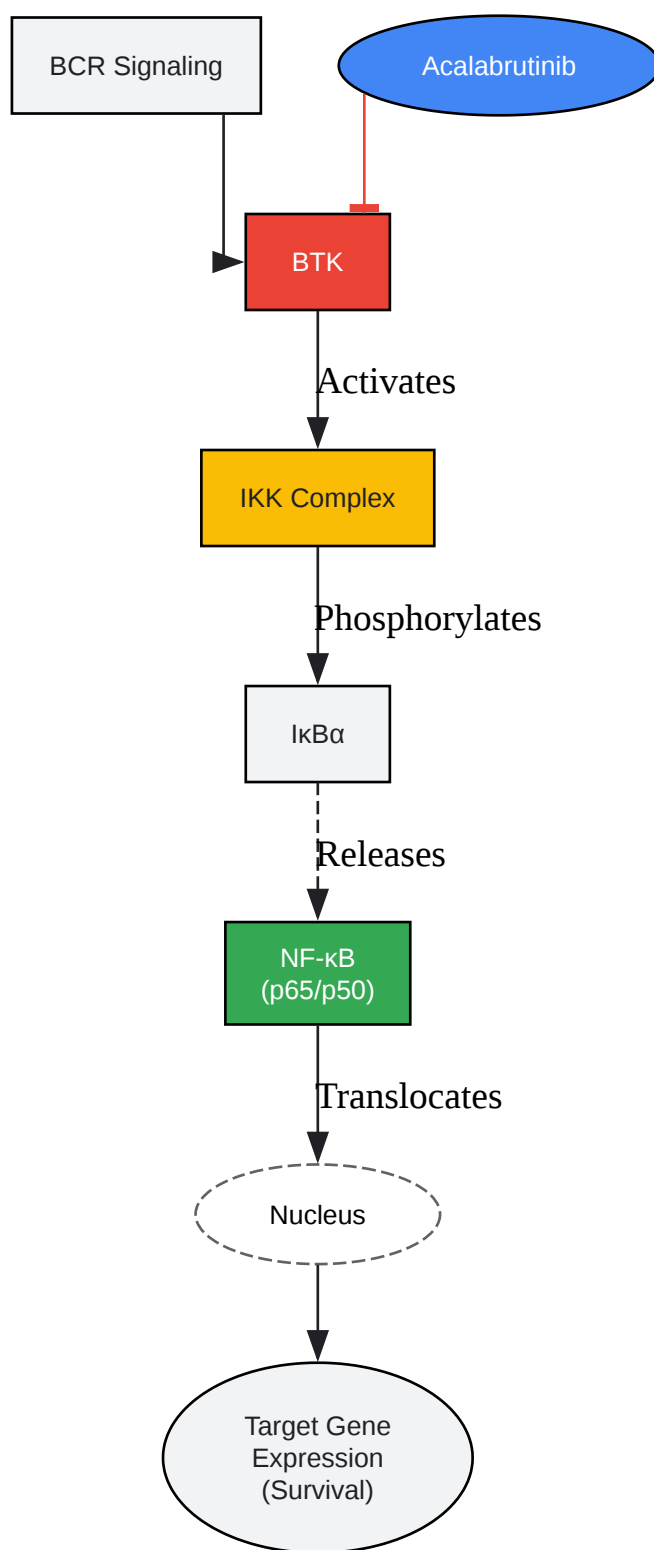 BCR Signaling
Acalabrutinib
BTK
Activates
IKK Complex
Phosphorylates
IκBα
Releases
NF-κB
(p65/p50)
Translocates
Nucleus
Target Gene
Expression
(Survival)